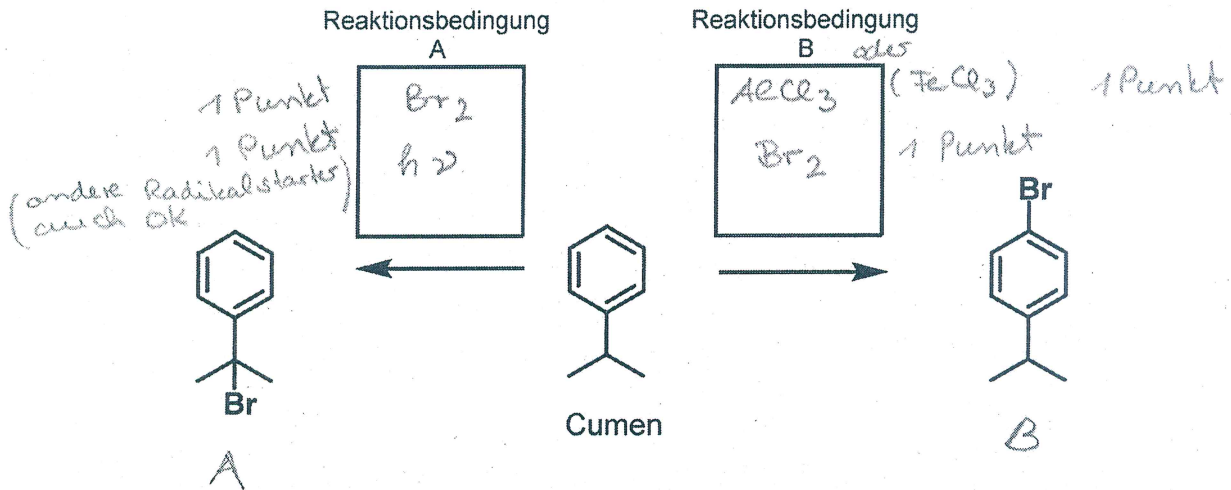 Reaktionsbedingung
A
1 Punkt
1 Punkt
(andere Radikalstarter)
auch OK
Br2
hν
Reaktionsbedingung
B
AlCl3
oder
(FeCl3)
1 Punkt
Br2
1 Punkt
Br
A
Cumen
Br
B